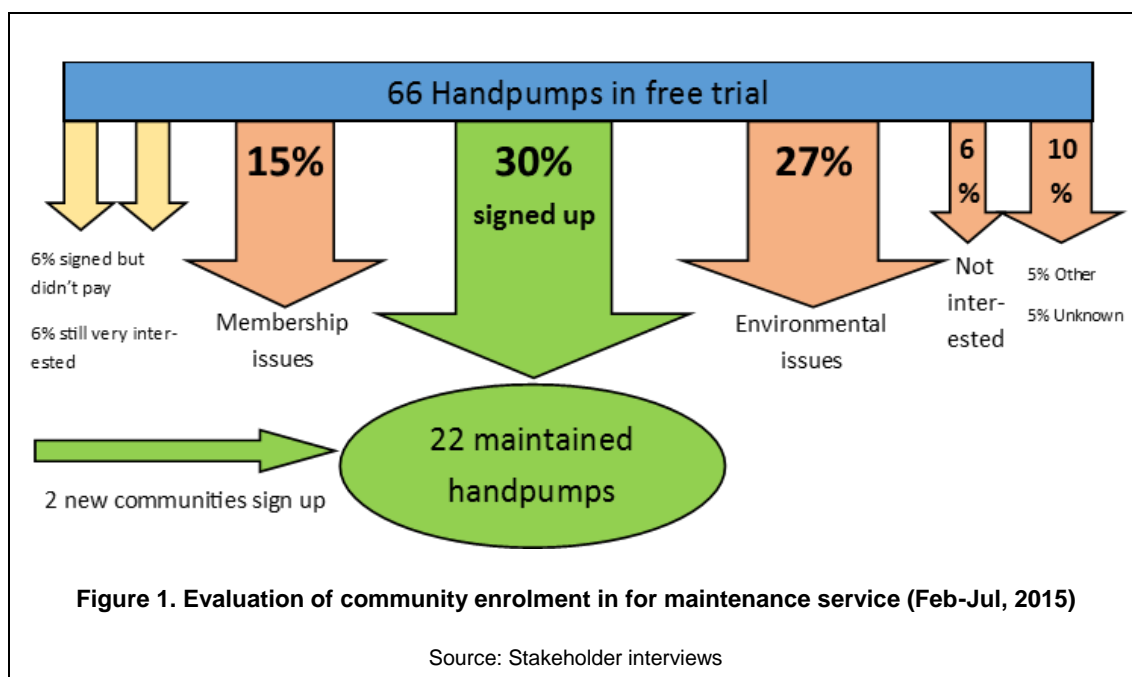 66 Handpumps in free trial
15%
30%
signed up
27%
6
%
10
%
6% signed but
didn't pay
6% still very inter-
ested
Membership
issues
Environmental
issues
Not
inter-
ested
5% Other
5% Unknown
22 maintained
handpumps
2 new communities sign up
Figure 1. Evaluation of community enrolment in for maintenance service (Feb-Jul, 2015)
Source: Stakeholder interviews